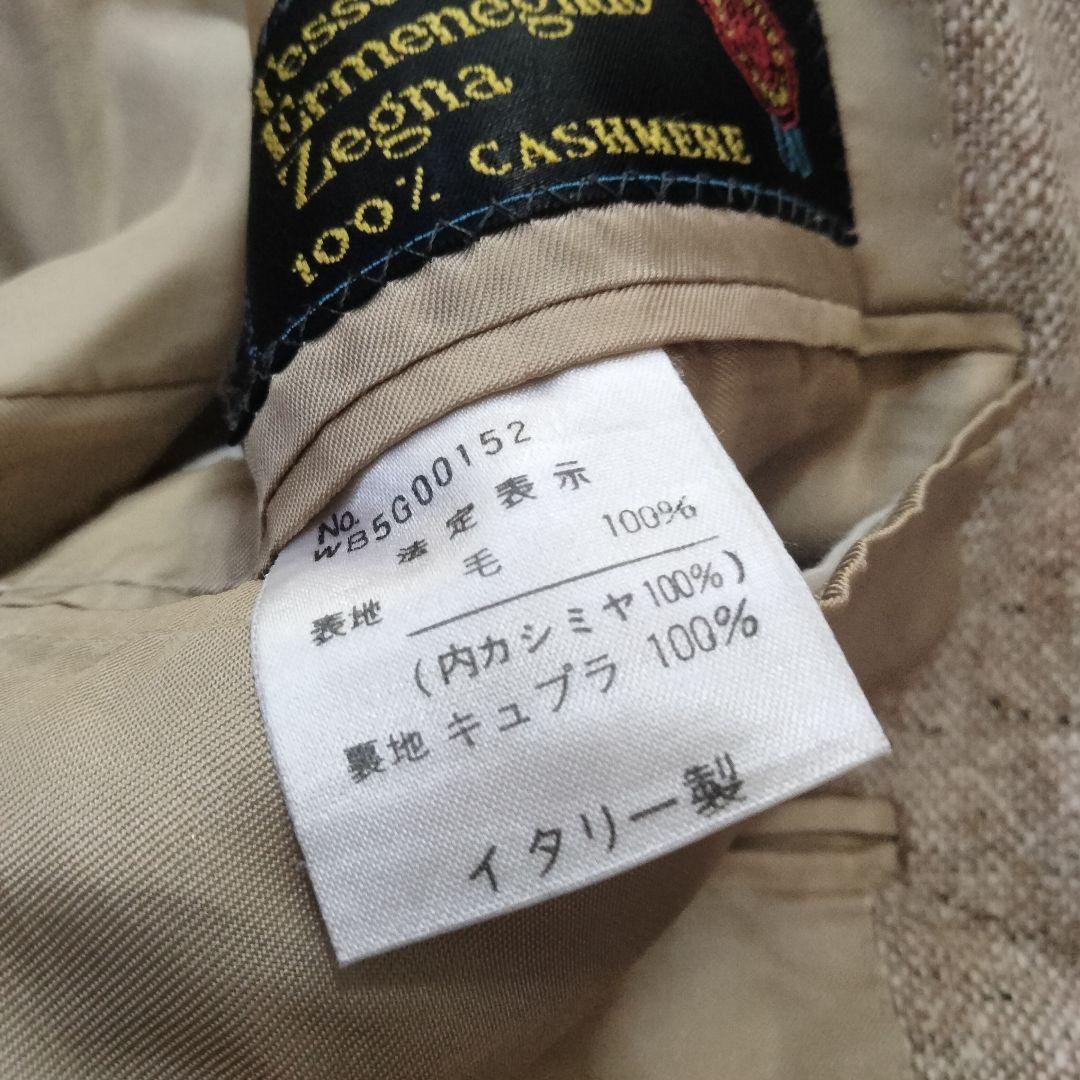 Ermenegildo
Zegna
100% CASHMERE
No.
WB5G00152
法定表示
毛 100%
表地
(内カシミヤ100%)
裏地 キュプラ 100%
イタリー製